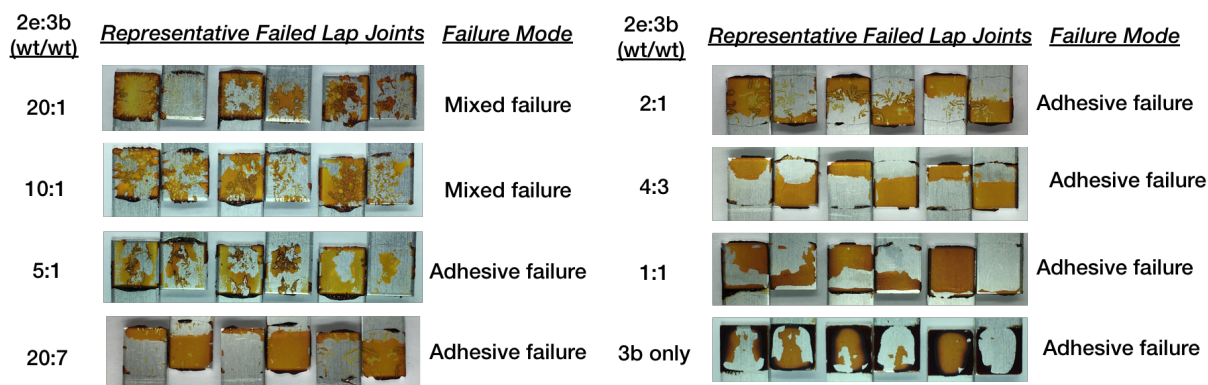 2e:3b
(wt/wt)
Representative Failed Lap Joints
Failure Mode
20:1
Mixed failure
10:1
Mixed failure
5:1
Adhesive failure
20:7
Adhesive failure
2e:3b
(wt/wt)
Representative Failed Lap Joints
Failure Mode
2:1
Adhesive failure
4:3
Adhesive failure
1:1
Adhesive failure
3b only
Adhesive failure